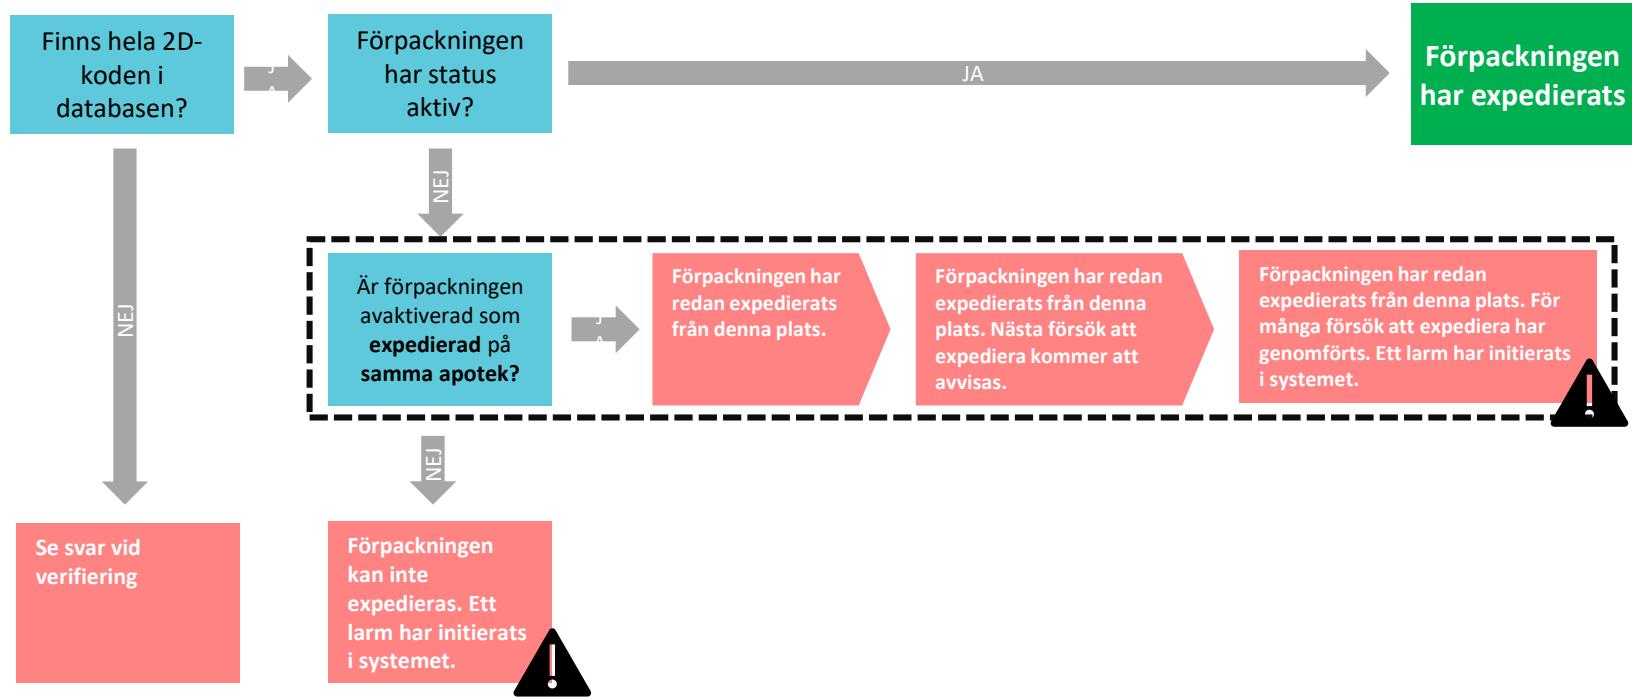 Finns hela 2D-
koden i
databasen?
JA
Förpackningen
har status
aktiv?
JA
Förpackningen
har expedierats
NEJ
NEJ
Är förpackningen
avaktiverad som
expedierad på
samma apotek?
JA
Förpackningen har
redan expedierats
från denna plats.
Förpackningen har redan
expedierats från denna
plats. Nästa försök att
expediera kommer att
avvisas.
Förpackningen har redan
expedierats från denna plats. För
många försök att expediera har
genomförts. Ett larm har initierats
i systemet.
NEJ
Se svar vid
verifiering
Förpackningen
kan inte
expedieras. Ett
larm har initierats
i systemet.